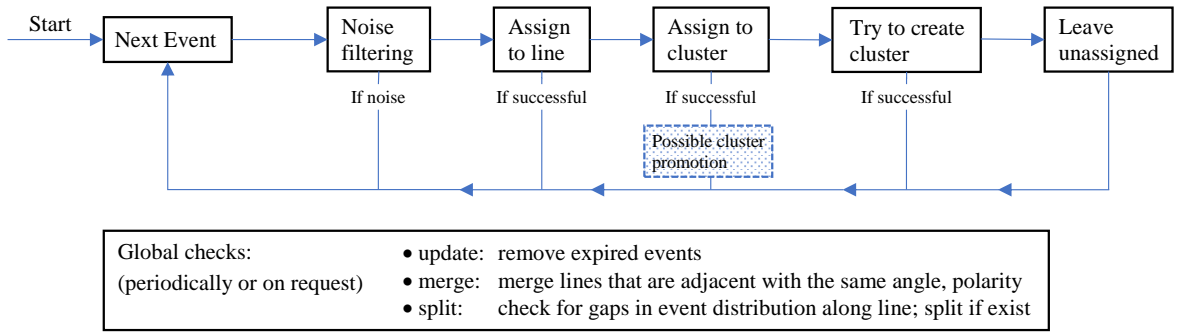 Start
Next Event
Noise
filtering
Assign
to line
Assign to
cluster
Try to create
cluster
Leave
unassigned
If noise
If successful
If successful
If successful
Possible cluster
promotion
Global checks:
(periodically or on request)
• update: remove expired events
• merge: merge lines that are adjacent with the same angle, polarity
• split: check for gaps in event distribution along line; split if exist